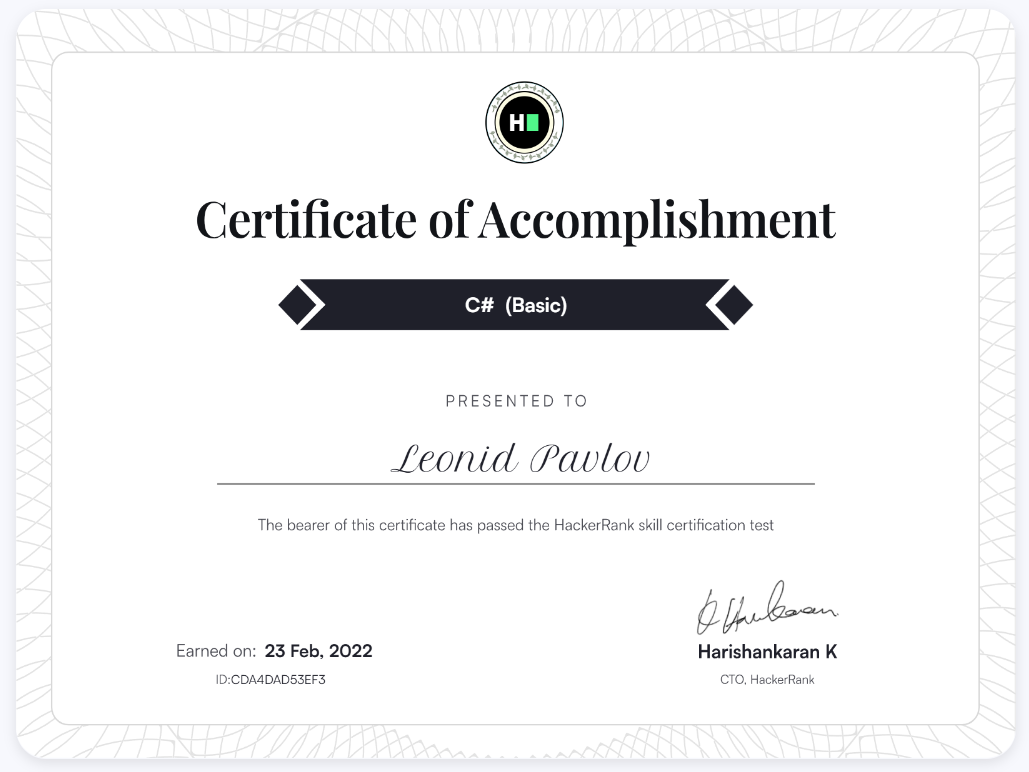 H
Certificate of Accomplishment
C# (Basic)
PRESENTED TO
Leonid Pavlov
The bearer of this certificate has passed the HackerRank skill certification test
Earned on: 23 Feb, 2022
ID:CDA4DAD53EF3
Harishankaran K
CTO, HackerRank